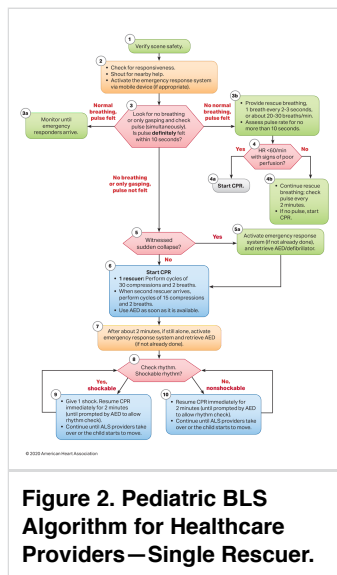 1
Verify scene safety.
2
• Check for responsiveness.
• Shout for nearby help.
• Activate the emergency response system
via mobile device (if appropriate).
Normal
breathing,
pulse felt
3
Look for no breathing
or only gasping and check
pulse (simultaneously).
Is pulse definitely felt
within 10 seconds?
No normal
breathing,
pulse felt
3a
Monitor until
emergency
responders arrive.
3b
• Provide rescue breathing,
1 breath every 2-3 seconds,
or about 20-30 breaths/min.
• Assess pulse rate for no
more than 10 seconds.
Yes
4
No
HR <60/min
with signs of poor
perfusion?
4a
Start CPR.
4b
• Continue rescue
breathing; check
pulse every
2 minutes.
• If no pulse, start
CPR.
No breathing
or only gasping,
pulse not felt
5
Witnessed
sudden collapse?
Yes
5a
Activate emergency response
system (if not already done),
and retrieve AED/defibrillator.
No
6
Start CPR
• 1 rescuer: Perform cycles of
30 compressions and 2 breaths.
• When second rescuer arrives,
perform cycles of 15 compressions
and 2 breaths.
• Use AED as soon as it is available.
7
After about 2 minutes, if still alone, activate
emergency response system and retrieve AED
(if not already done).
8
Check rhythm.
Shockable rhythm?
Yes,
shockable
No,
nonshockable
9
• Give 1 shock. Resume CPR
immediately for 2 minutes
(until prompted by AED
to allow rhythm check).
• Continue until ALS providers take
over or the child starts to move.
10
• Resume CPR immediately for
2 minutes (until prompted by AED
to allow rhythm check).
• Continue until ALS providers take
over or the child starts to move.
© 2020 American Heart Association
Figure 2. Pediatric BLS
Algorithm for Healthcare
Providers—Single Rescuer.